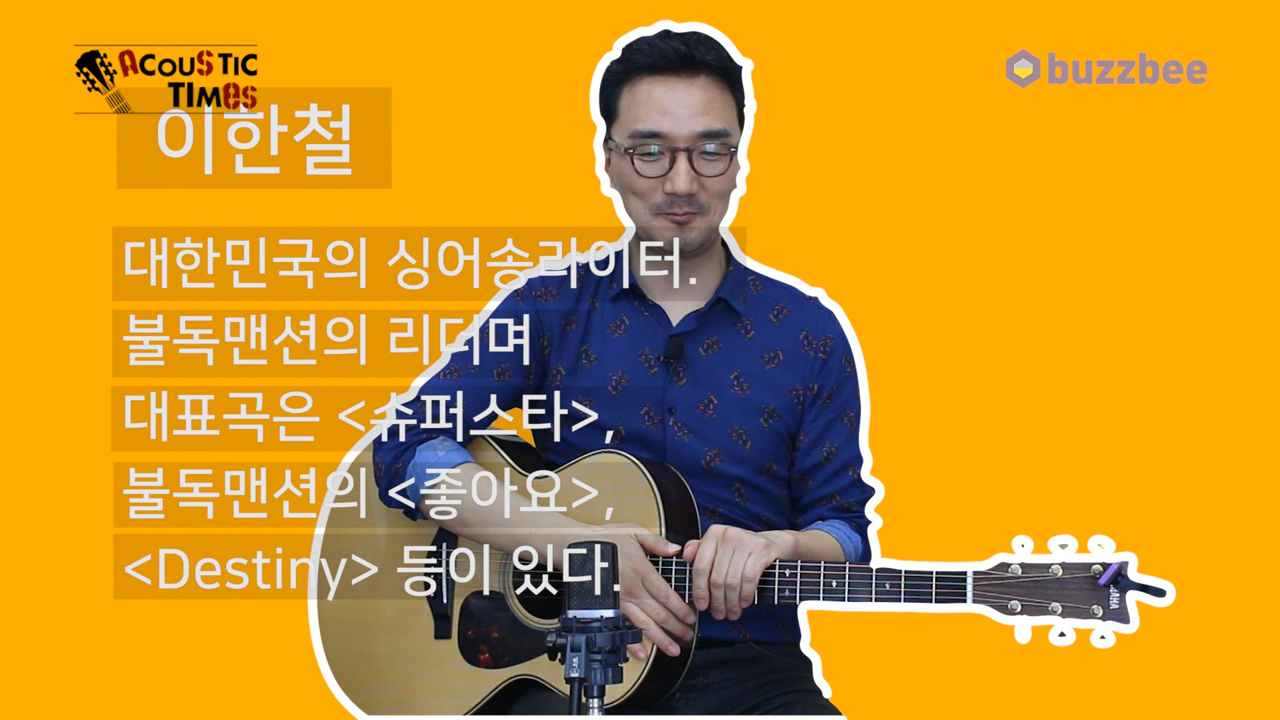 ACOUSTIC
TIMES
buzzbee
이한철
대한민국의 싱어송라이터.
불독맨션의 리더며
대표곡은 <슈퍼스타>,
불독맨션의 <좋아요>,
<Destiny> 등이 있다.